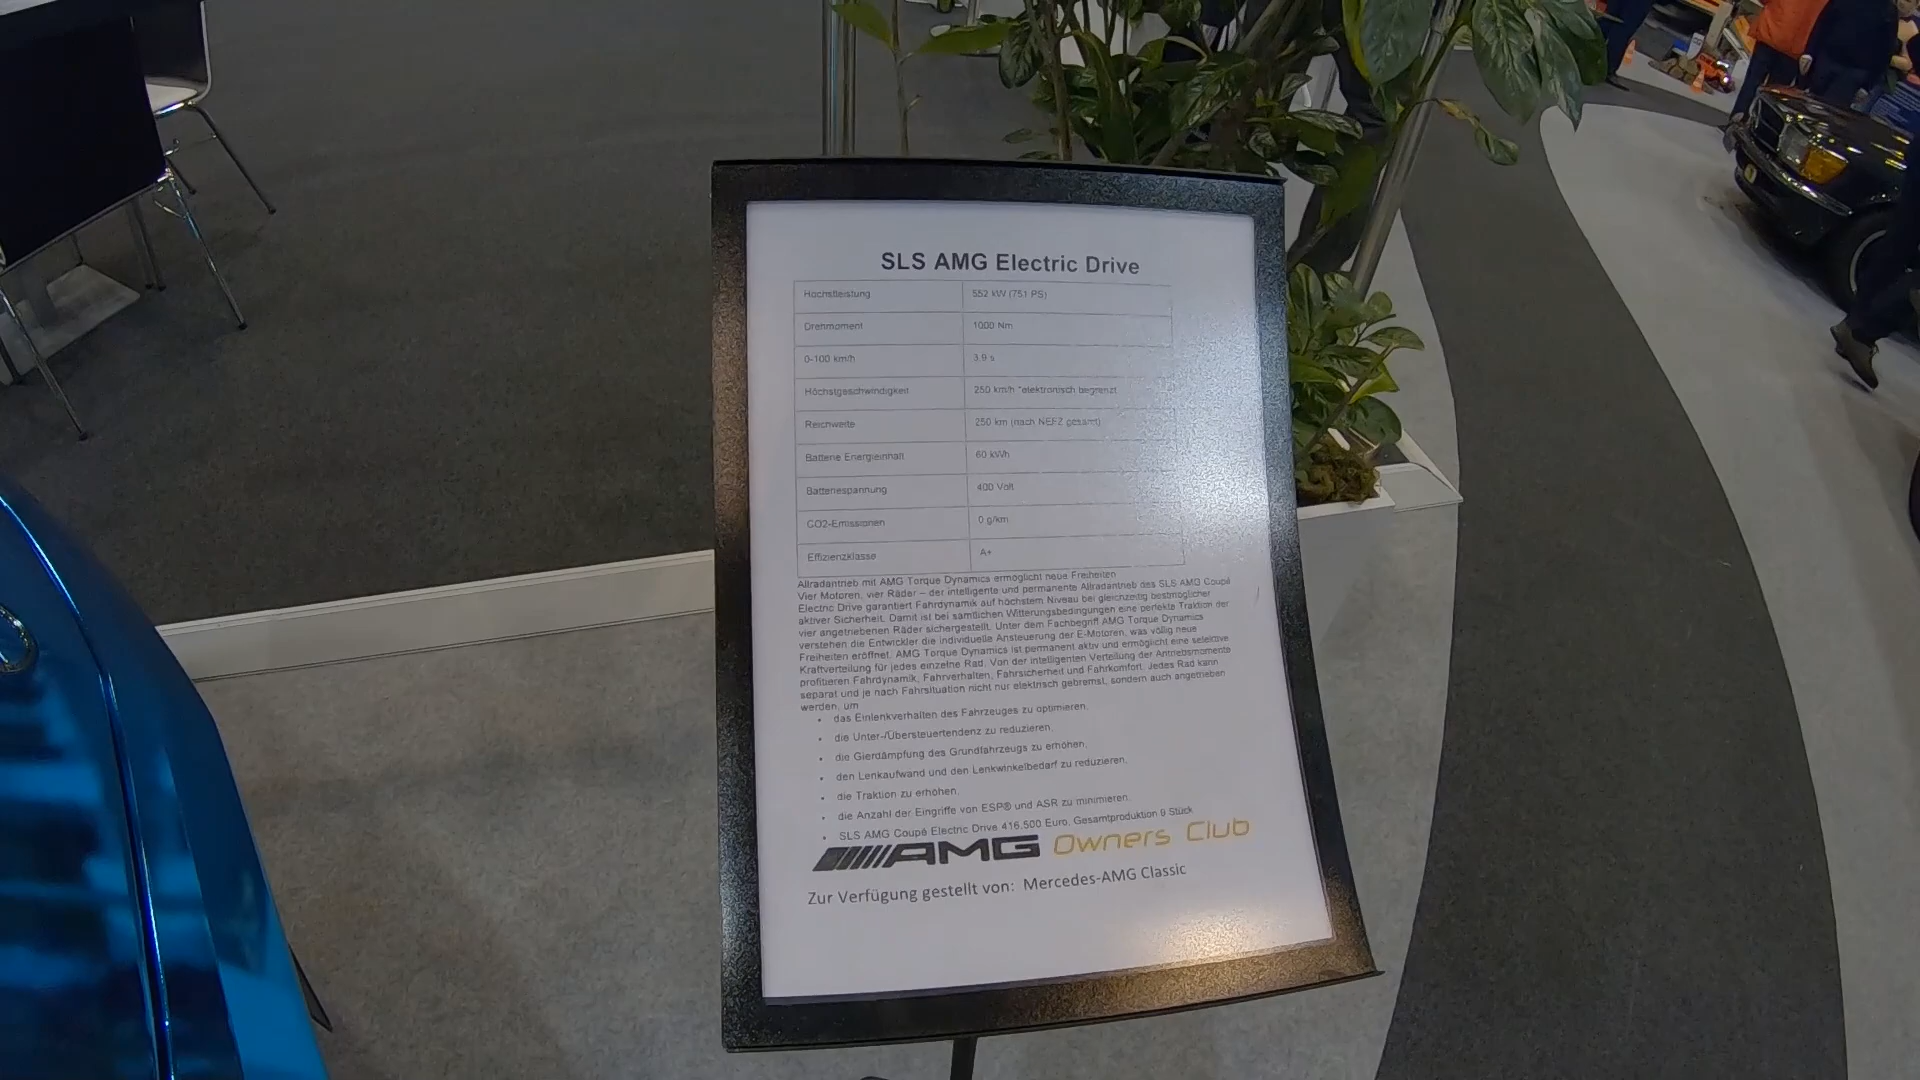 SLS AMG Electric Drive
Höchstleistung 552 kW (751 PS)
Drehmoment 1000 Nm
0-100 km/h 3,9 s
Höchstgeschwindigkeit 250 km/h *elektronisch begrenzt
Reichweite 250 km (nach NEFZ gesamt)
Batterie Energieinhalt 60 kWh
Batteriespannung 400 Volt
CO2-Emissionen 0 g/km
Effizienzklasse A+
Allradantrieb mit AMG Torque Dynamics ermöglicht neue Freiheiten
Vier Motoren, vier Räder – der intelligente und permanente Allradantrieb des SLS AMG Coupé
Electric Drive garantiert Fahrdynamik auf höchstem Niveau bei gleichzeitig bestmöglicher
aktiver Sicherheit. Damit ist bei sämtlichen Witterungsbedingungen eine perfekte Traktion der
vier angetriebenen Räder sichergestellt. Unter dem Fachbegriff AMG Torque Dynamics
verstehen die Entwickler die individuelle Ansteuerung der E-Motoren, was völlig neue
Freiheiten eröffnet. AMG Torque Dynamics ist permanent aktiv und ermöglicht eine selektive
Kraftverteilung für jedes einzelne Rad. Von der intelligenten Verteilung der Antriebsmomente
profitieren Fahrdynamik, Fahrverhalten, Fahrsicherheit und Fahrkomfort. Jedes Rad kann
separat und je nach Fahrsituation nicht nur elektrisch gebremst, sondern auch angetrieben
werden, um
• das Einlenkverhalten des Fahrzeuges zu optimieren,
• die Unter-/Übersteuertendenz zu reduzieren,
• die Gierdämpfung des Grundfahrzeugs zu erhöhen,
• den Lenkaufwand und den Lenkwinkelbedarf zu reduzieren,
• die Traktion zu erhöhen,
• die Anzahl der Eingriffe von ESP® und ASR zu minimieren.
• SLS AMG Coupé Electric Drive 416.500 Euro, Gesamtproduktion 9 Stück
AMG Owners Club
Zur Verfügung gestellt von: Mercedes-AMG Classic